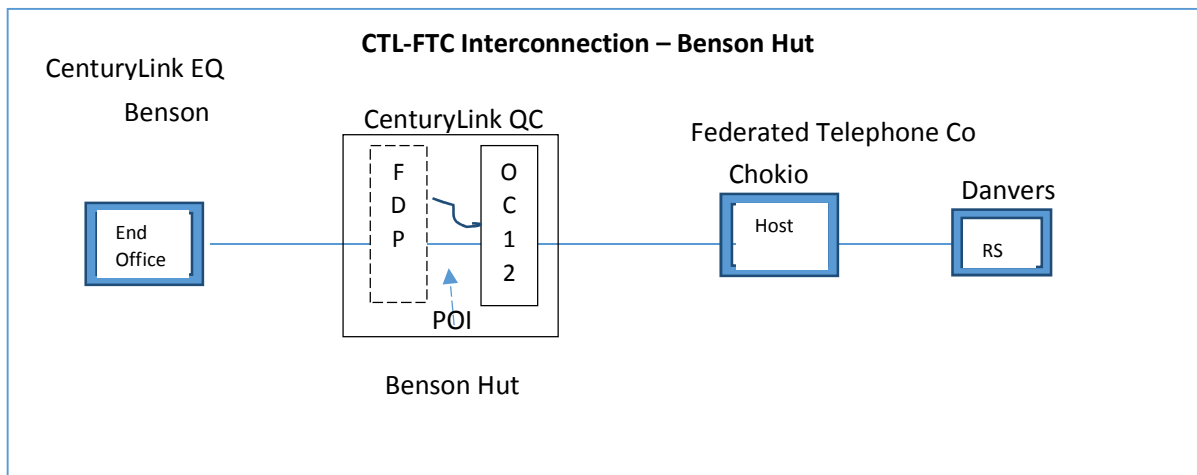 CTL-FTC Interconnection – Benson Hut
CenturyLink EQ
Benson
CenturyLink QC
Federated Telephone Co
Chokio
Danvers
End
Office
F
D
P
O
C
1
2
Host
RS
POI
Benson Hut